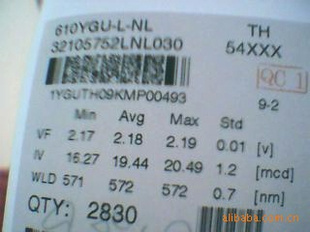 610YGU-L-NL
TH
32105752LNL030
54XXX
QC 1
1YGUTH09KMP00493
9-2
Min Avg Max Std
VF 2.17 2.18 2.19 0.01 [v]
IV 16.27 19.44 20.49 1.2 [mcd]
WLD 571 572 572 0.7 [nm]
QTY: 2830
alibaba.com.cn